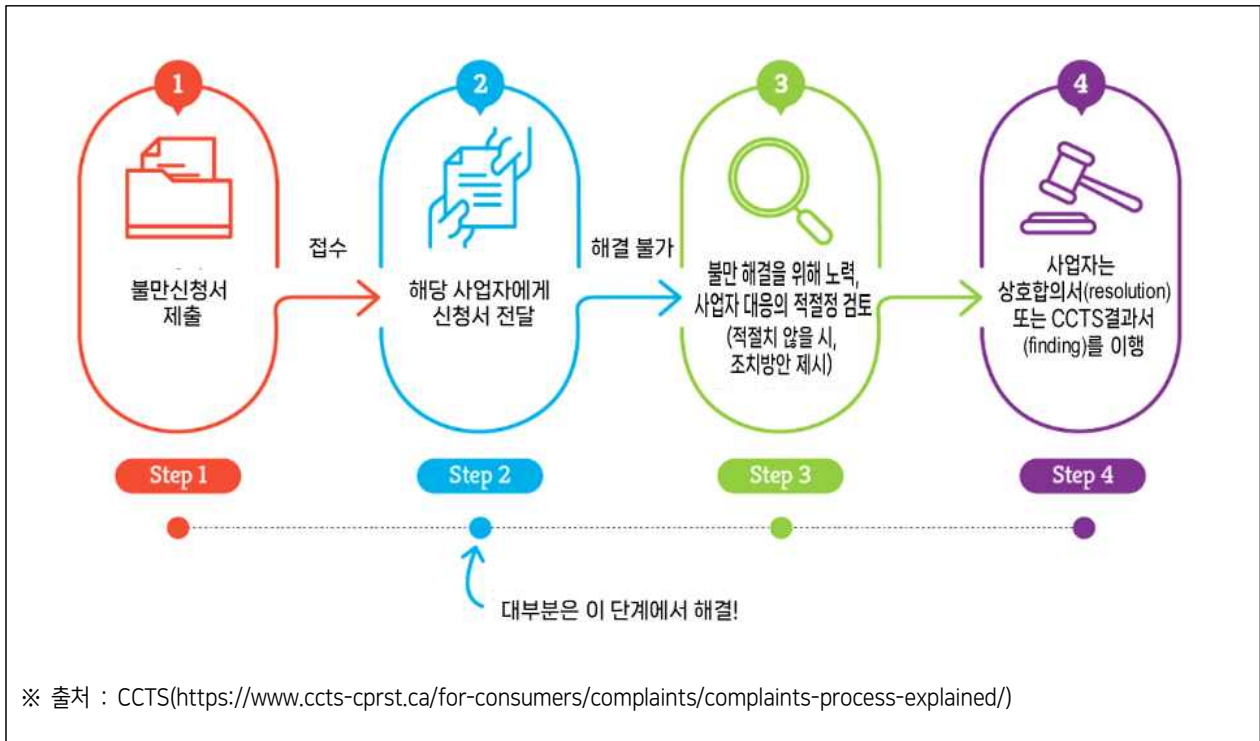 1
2
3
4
불만신청서
제출
접수
해당 사업자에게
신청서 전달
해결 불가
불만 해결을 위해 노력,
사업자 대응의 적절정 검토
(적절치 않을 시,
조치방안 제시)
사업자는
상호합의서(resolution)
또는 CCTS결과서
(finding)를 이행
Step 1
Step 2
Step 3
Step 4
대부분은 이 단계에서 해결!
※ 출처 : CCTS(https://www.ccts-cprst.ca/for-consumers/complaints/complaints-process-explained/)